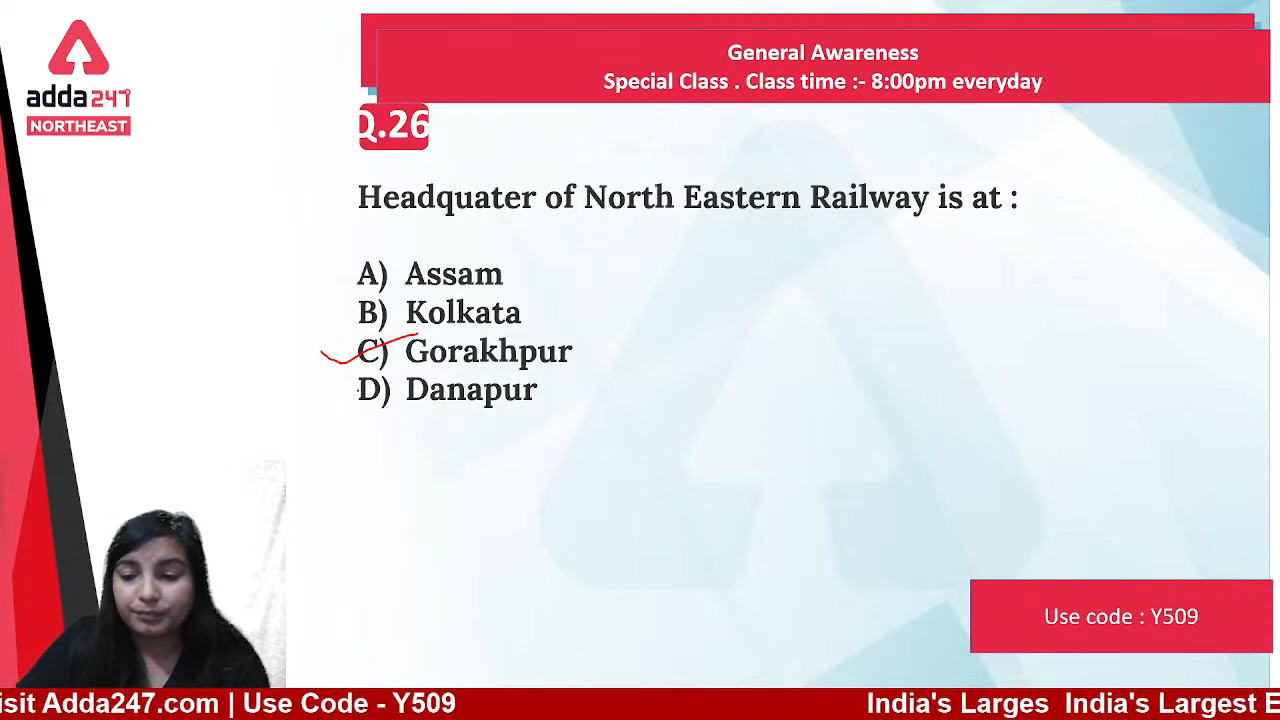 adda247
NORTHEAST
General Awareness
Special Class . Class time :- 8:00pm everyday
Q.26
Headquater of North Eastern Railway is at :
A) Assam
B) Kolkata
C) Gorakhpur
D) Danapur
Use code : Y509
isit Adda247.com | Use Code - Y509
India's Larges India's Largest E